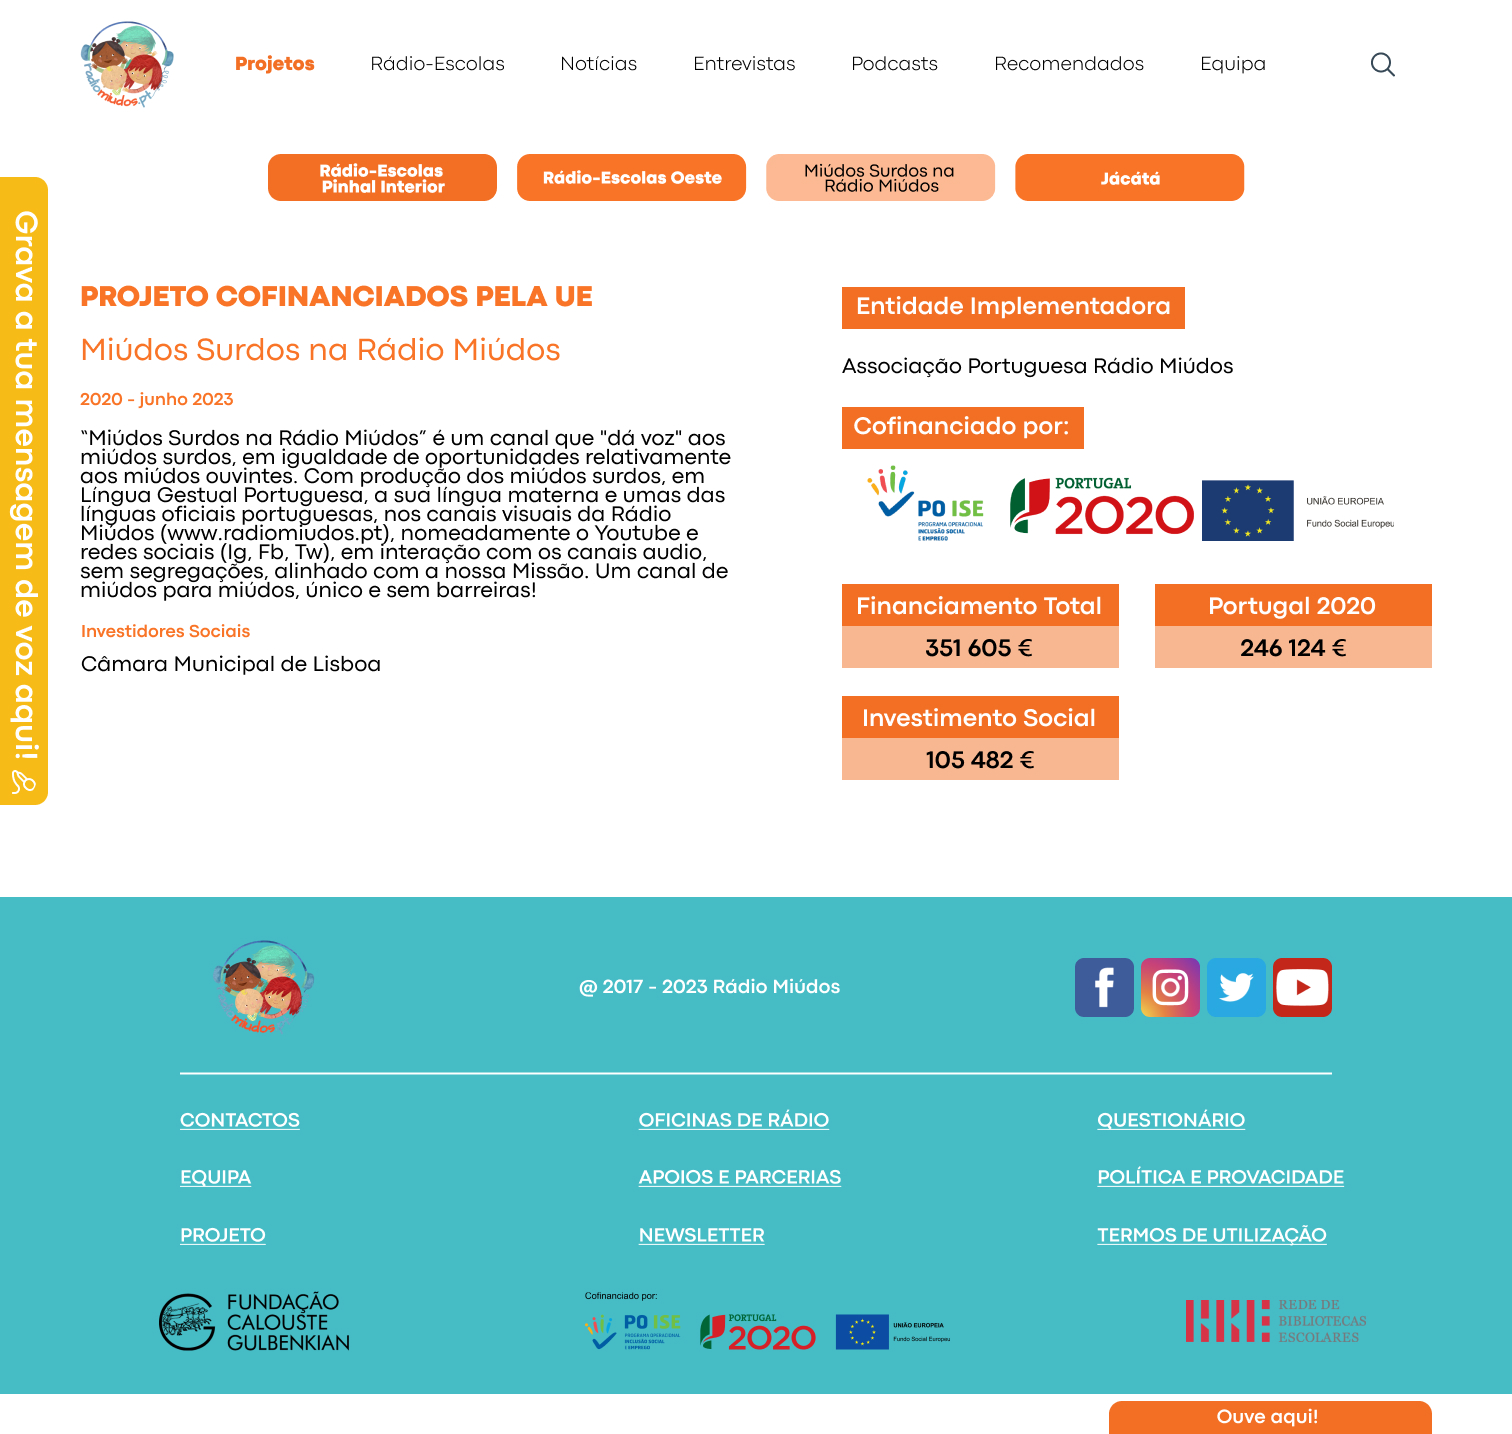 radiomiudos.pt
Projetos
Rádio-Escolas
Notícias
Entrevistas
Podcasts
Recomendados
Equipa
Rádio-Escolas
Pinhal Interior
Rádio-Escolas Oeste
Miúdos Surdos na
Rádio Miúdos
Jácátá
Grava a tua mensagem de voz aqui!
PROJETO COFINANCIADOS PELA UE
Miúdos Surdos na Rádio Miúdos
2020 - junho 2023
“Miúdos Surdos na Rádio Miúdos” é um canal que "dá voz" aos
miúdos surdos, em igualdade de oportunidades relativamente
aos miúdos ouvintes. Com produção dos miúdos surdos, em
Língua Gestual Portuguesa, a sua língua materna e umas das
línguas oficiais portuguesas, nos canais visuais da Rádio
Miúdos (www.radiomiudos.pt), nomeadamente o Youtube e
redes sociais (Ig, Fb, Tw), em interação com os canais audio,
sem segregações, alinhado com a nossa Missão. Um canal de
miúdos para miúdos, único e sem barreiras!
Investidores Sociais
Câmara Municipal de Lisboa
Entidade Implementadora
Associação Portuguesa Rádio Miúdos
Cofinanciado por:
PO ISE
PROGRAMA OPERACIONAL
INCLUSÃO SOCIAL
E EMPREGO
PORTUGAL
2020
UNIÃO EUROPEIA
Fundo Social Europeu
Financiamento Total
351 605 €
Portugal 2020
246 124 €
Investimento Social
105 482 €
miudos
@ 2017 - 2023 Rádio Miúdos
CONTACTOS
OFICINAS DE RÁDIO
QUESTIONÁRIO
EQUIPA
APOIOS E PARCERIAS
POLÍTICA E PROVACIDADE
PROJETO
NEWSLETTER
TERMOS DE UTILIZAÇÃO
FUNDAÇÃO
CALOUSTE
GULBENKIAN
Cofinanciado por:
PO ISE
PROGRAMA OPERACIONAL
INCLUSÃO SOCIAL
E EMPREGO
PORTUGAL
2020
UNIÃO EUROPEIA
Fundo Social Europeu
REDE DE
BIBLIOTECAS
ESCOLARES
Ouve aqui!